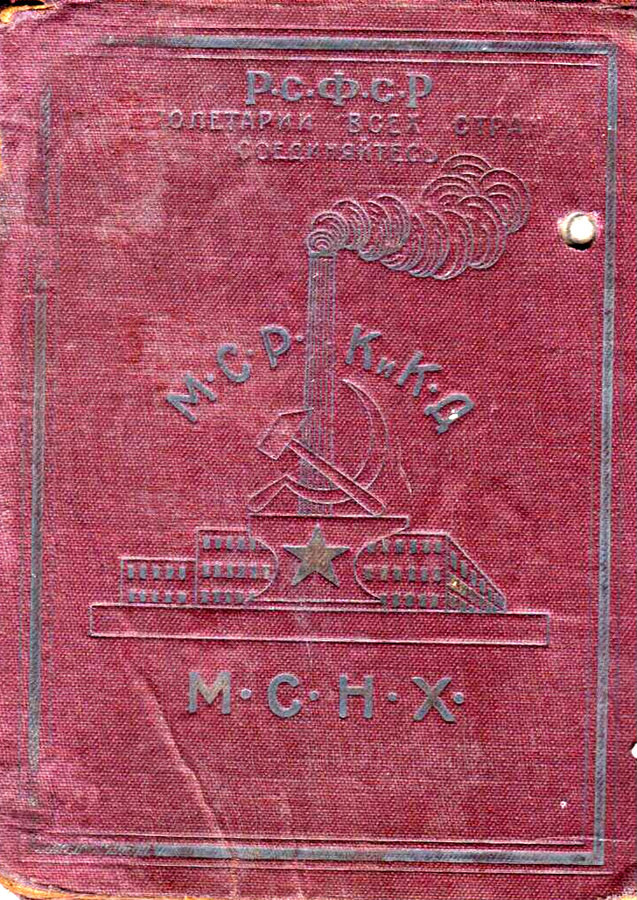 Р.С.Ф.С.Р
ПРОЛЕТАРИИ ВСЕХ СТРАН
СОЕДИНЯЙТЕСЬ
М.С.Р. К и К.Д
М.С.Н.Х.